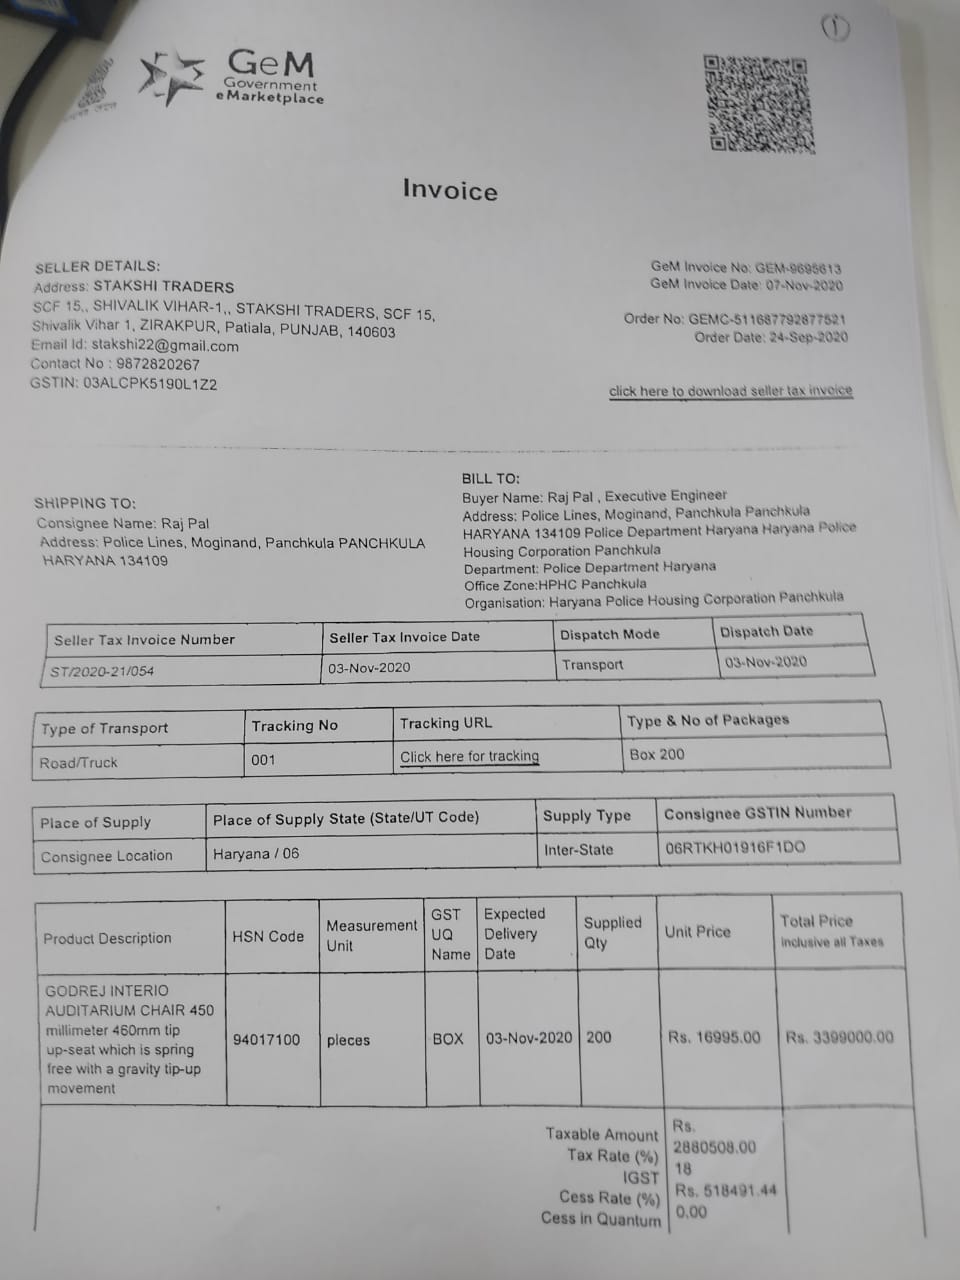 1
GeM
Government
eMarketplace
Invoice
SELLER DETAILS:
Address: STAKSHI TRADERS
SCF 15,, SHIVALIK VIHAR-1,, STAKSHI TRADERS, SCF 15,
Shivalik Vihar 1, ZIRAKPUR, Patiala, PUNJAB, 140603
Email Id: stakshi22@gmail.com
Contact No : 9872820267
GSTIN: 03ALCPK5190L1Z2
GeM Invoice No: GEM-9695613
GeM Invoice Date: 07-Nov-2020
Order No: GEMC-511687792877521
Order Date: 24-Sep-2020
click here to download seller tax invoice
SHIPPING TO:
Consignee Name: Raj Pal
Address: Police Lines, Moginand, Panchkula PANCHKULA
HARYANA 134109
BILL TO:
Buyer Name: Raj Pal , Executive Engineer
Address: Police Lines, Moginand, Panchkula Panchkula
HARYANA 134109 Police Department Haryana Haryana Police
Housing Corporation Panchkula
Department: Police Department Haryana
Office Zone:HPHC Panchkula
Organisation: Haryana Police Housing Corporation Panchkula
Seller Tax Invoice Number Seller Tax Invoice Date Dispatch Mode Dispatch Date
ST/2020-21/054 03-Nov-2020 Transport 03-Nov-2020
Type of Transport Tracking No Tracking URL Type & No of Packages
Road/Truck 001 Click here for tracking Box 200
Place of Supply Place of Supply State (State/UT Code) Supply Type Consignee GSTIN Number
Consignee Location Haryana / 06 Inter-State 06RTKH01916F1DO
Product Description
HSN Code
Measurement
Unit
GST
UQ
Name
Expected
Delivery
Date
Supplied
Qty
Unit Price
Total Price
inclusive all Taxes
GODREJ INTERIO
AUDITARIUM CHAIR 450
millimeter 460mm tip
up-seat which is spring
free with a gravity tip-up
movement
94017100
pieces
BOX
03-Nov-2020
200
Rs. 16995.00
Rs. 3399000.00
Taxable Amount
Tax Rate (%)
IGST
Cess Rate (%)
Cess in Quantum
Rs.
2880508.00
18
Rs. 518491.44
0.00